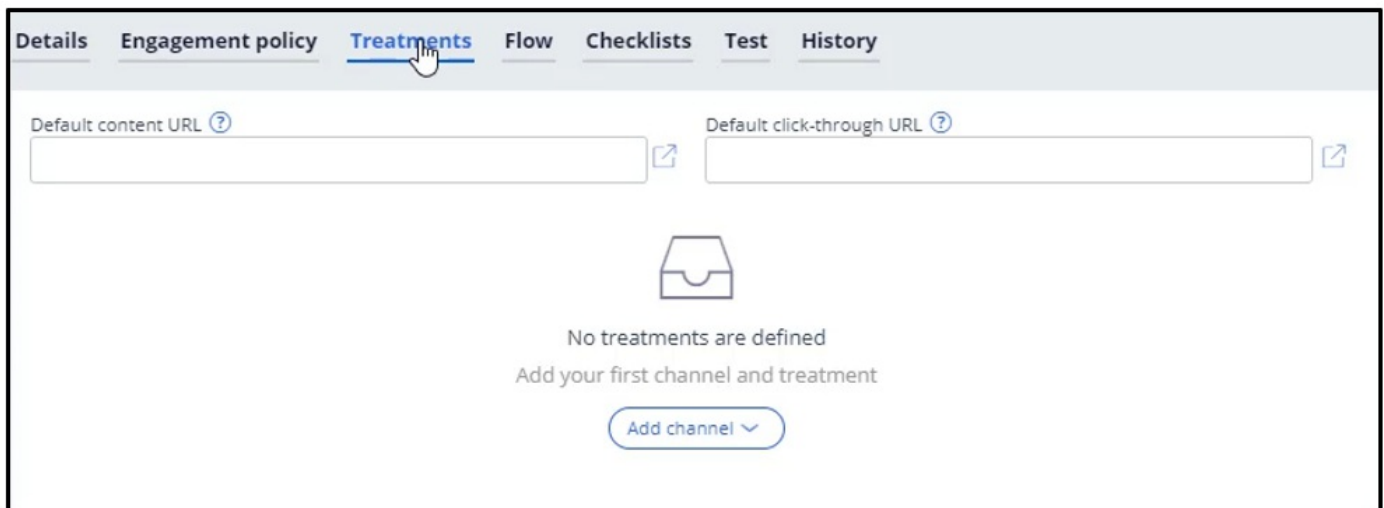 Details Engagement policy Treatments Flow Checklists Test History
Default content URL ? Default click-through URL ?
No treatments are defined
Add your first channel and treatment
Add channel